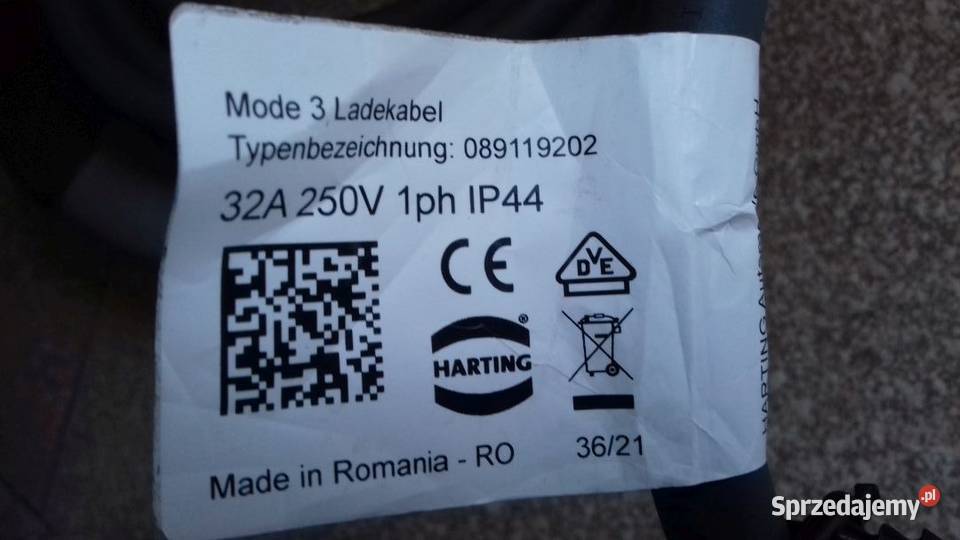 Mode 3 Ladekabel
Typenbezeichnung: 089119202
32A 250V 1ph IP44
CE
DVE
HARTING®
Made in Romania - RO
36/21
HARTING
Sprzedajemy.pl